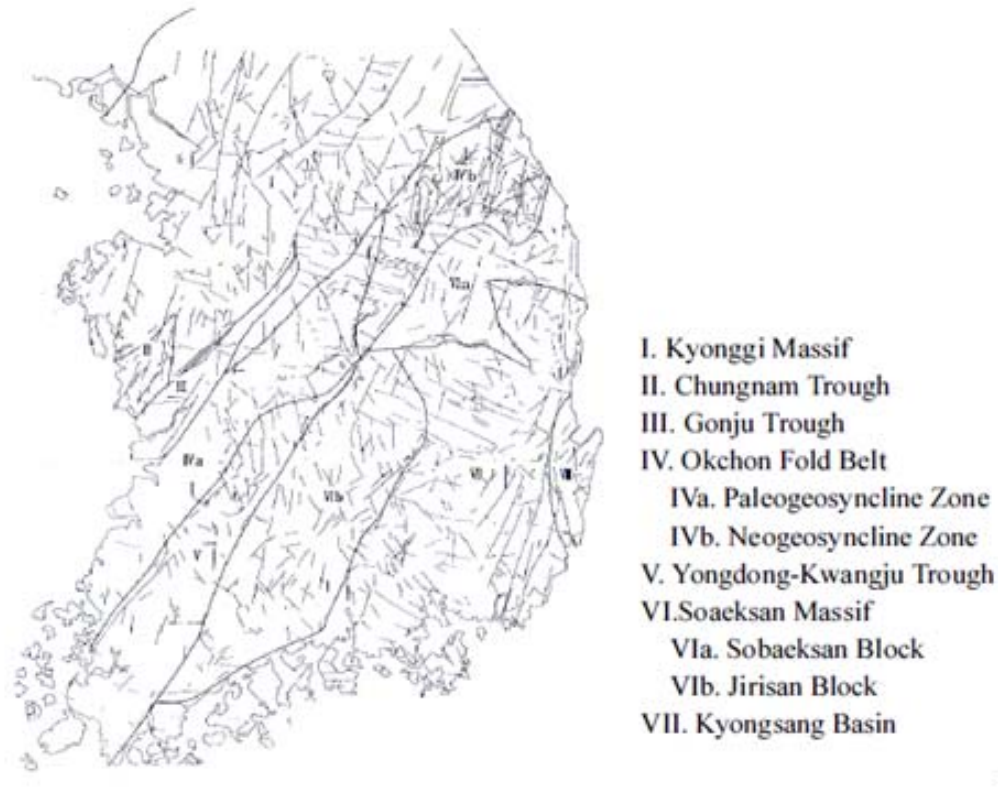 I
IVb
VIa
II
III
IVa
VIb
VII
V
I. Kyonggi Massif
II. Chungnam Trough
III. Gonju Trough
IV. Okchon Fold Belt
IVa. Paleogeosyncline Zone
IVb. Neogeosyncline Zone
V. Yongdong-Kwangju Trough
VI.Soaeksan Massif
VIa. Sobaeksan Block
VIb. Jirisan Block
VII. Kyongsang Basin